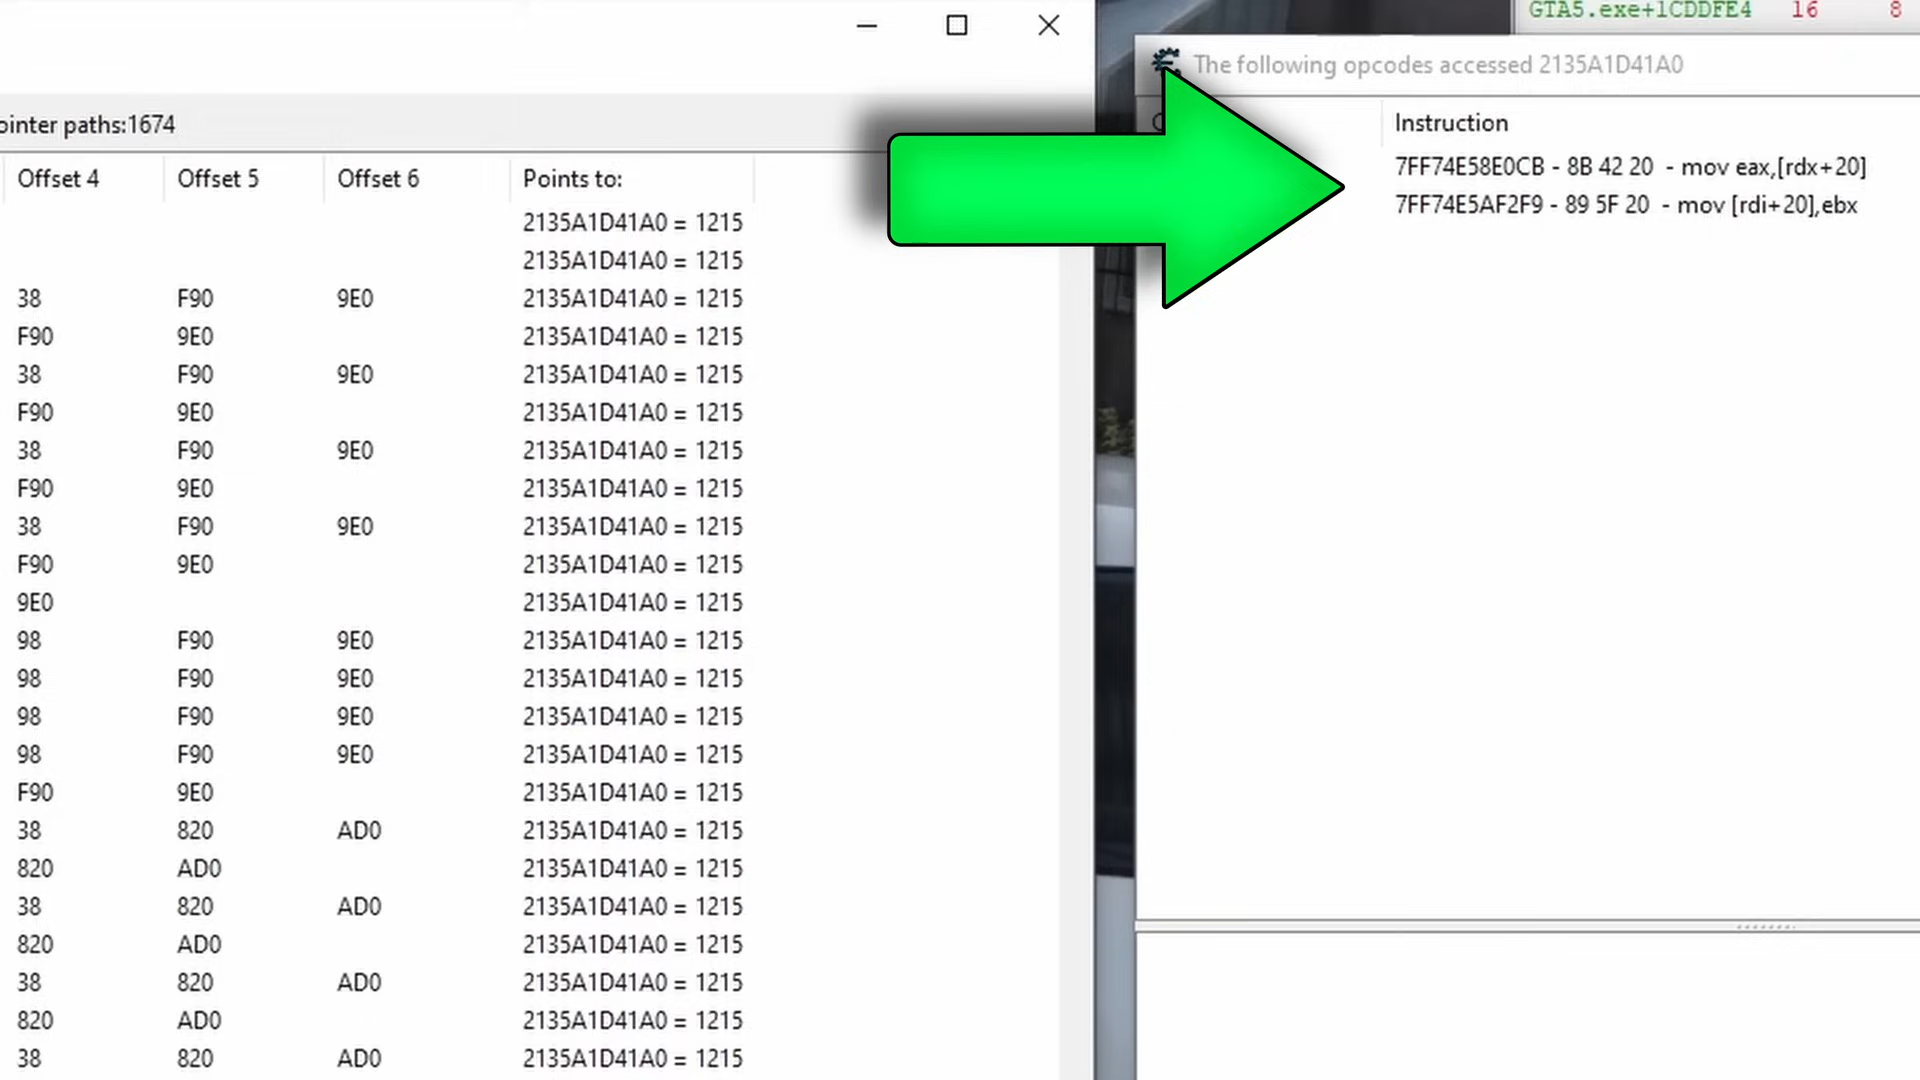 ointer paths:1674
Offset 4 Offset 5 Offset 6 Points to:
2135A1D41A0 = 1215
2135A1D41A0 = 1215
38 F90 9E0 2135A1D41A0 = 1215
F90 9E0 2135A1D41A0 = 1215
38 F90 9E0 2135A1D41A0 = 1215
F90 9E0 2135A1D41A0 = 1215
38 F90 9E0 2135A1D41A0 = 1215
F90 9E0 2135A1D41A0 = 1215
38 F90 9E0 2135A1D41A0 = 1215
F90 9E0 2135A1D41A0 = 1215
9E0 2135A1D41A0 = 1215
98 F90 9E0 2135A1D41A0 = 1215
98 F90 9E0 2135A1D41A0 = 1215
98 F90 9E0 2135A1D41A0 = 1215
98 F90 9E0 2135A1D41A0 = 1215
F90 9E0 2135A1D41A0 = 1215
38 820 AD0 2135A1D41A0 = 1215
820 AD0 2135A1D41A0 = 1215
38 820 AD0 2135A1D41A0 = 1215
820 AD0 2135A1D41A0 = 1215
38 820 AD0 2135A1D41A0 = 1215
820 AD0 2135A1D41A0 = 1215
38 820 AD0 2135A1D41A0 = 1215
GTA5.exe+1CDDFE4 16 8
The following opcodes accessed 2135A1D41A0
Instruction
7FF74E58E0CB - 8B 42 20 - mov eax,[rdx+20]
7FF74E5AF2F9 - 89 5F 20 - mov [rdi+20],ebx